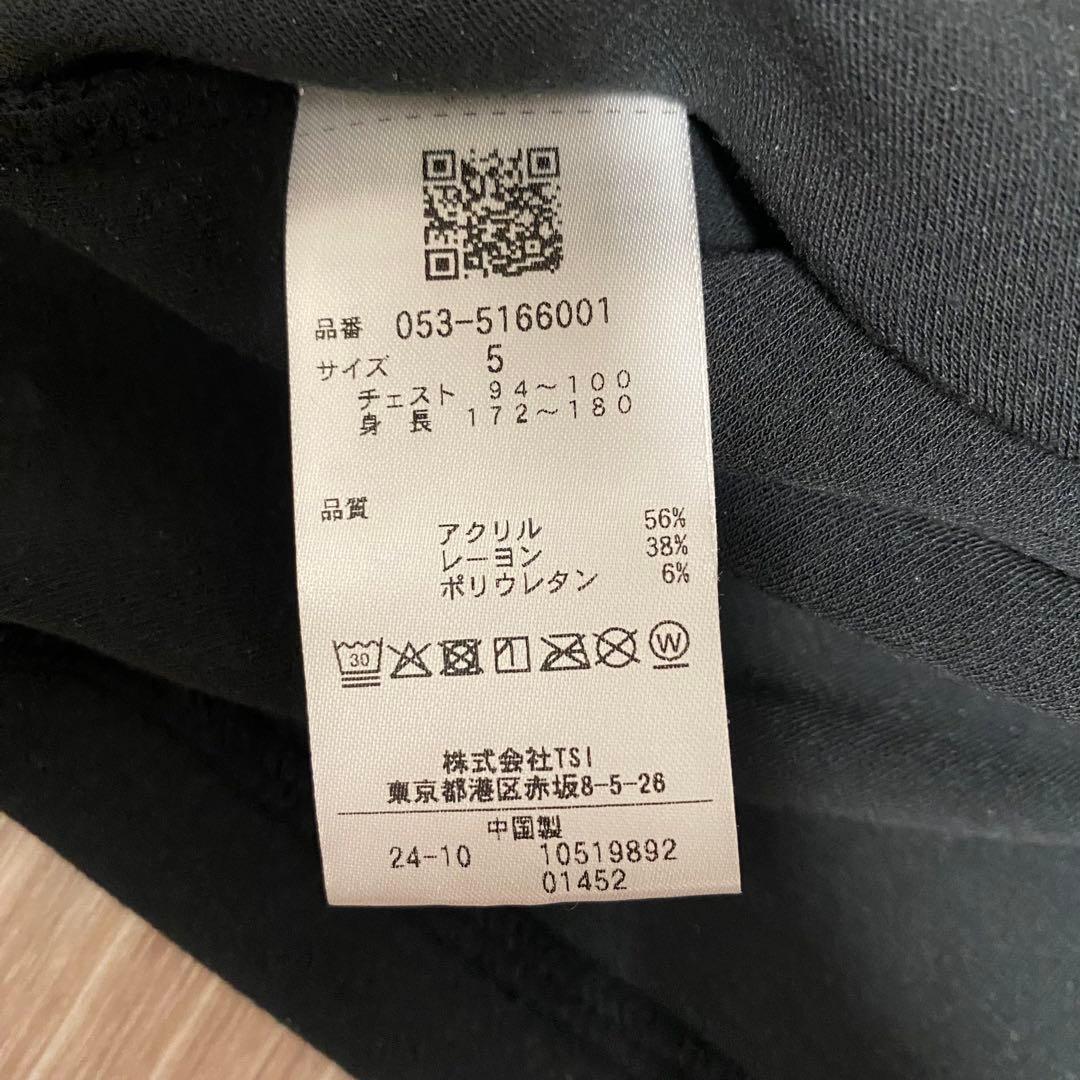 品番 053-5166001
サイズ 5
チェスト 94～100
身長 172～180
品質
アクリル 56%
レーヨン 38%
ポリウレタン 6%
30
W
株式会社TSI
東京都港区赤坂8-5-26
中国製
24-10 10519892
01452